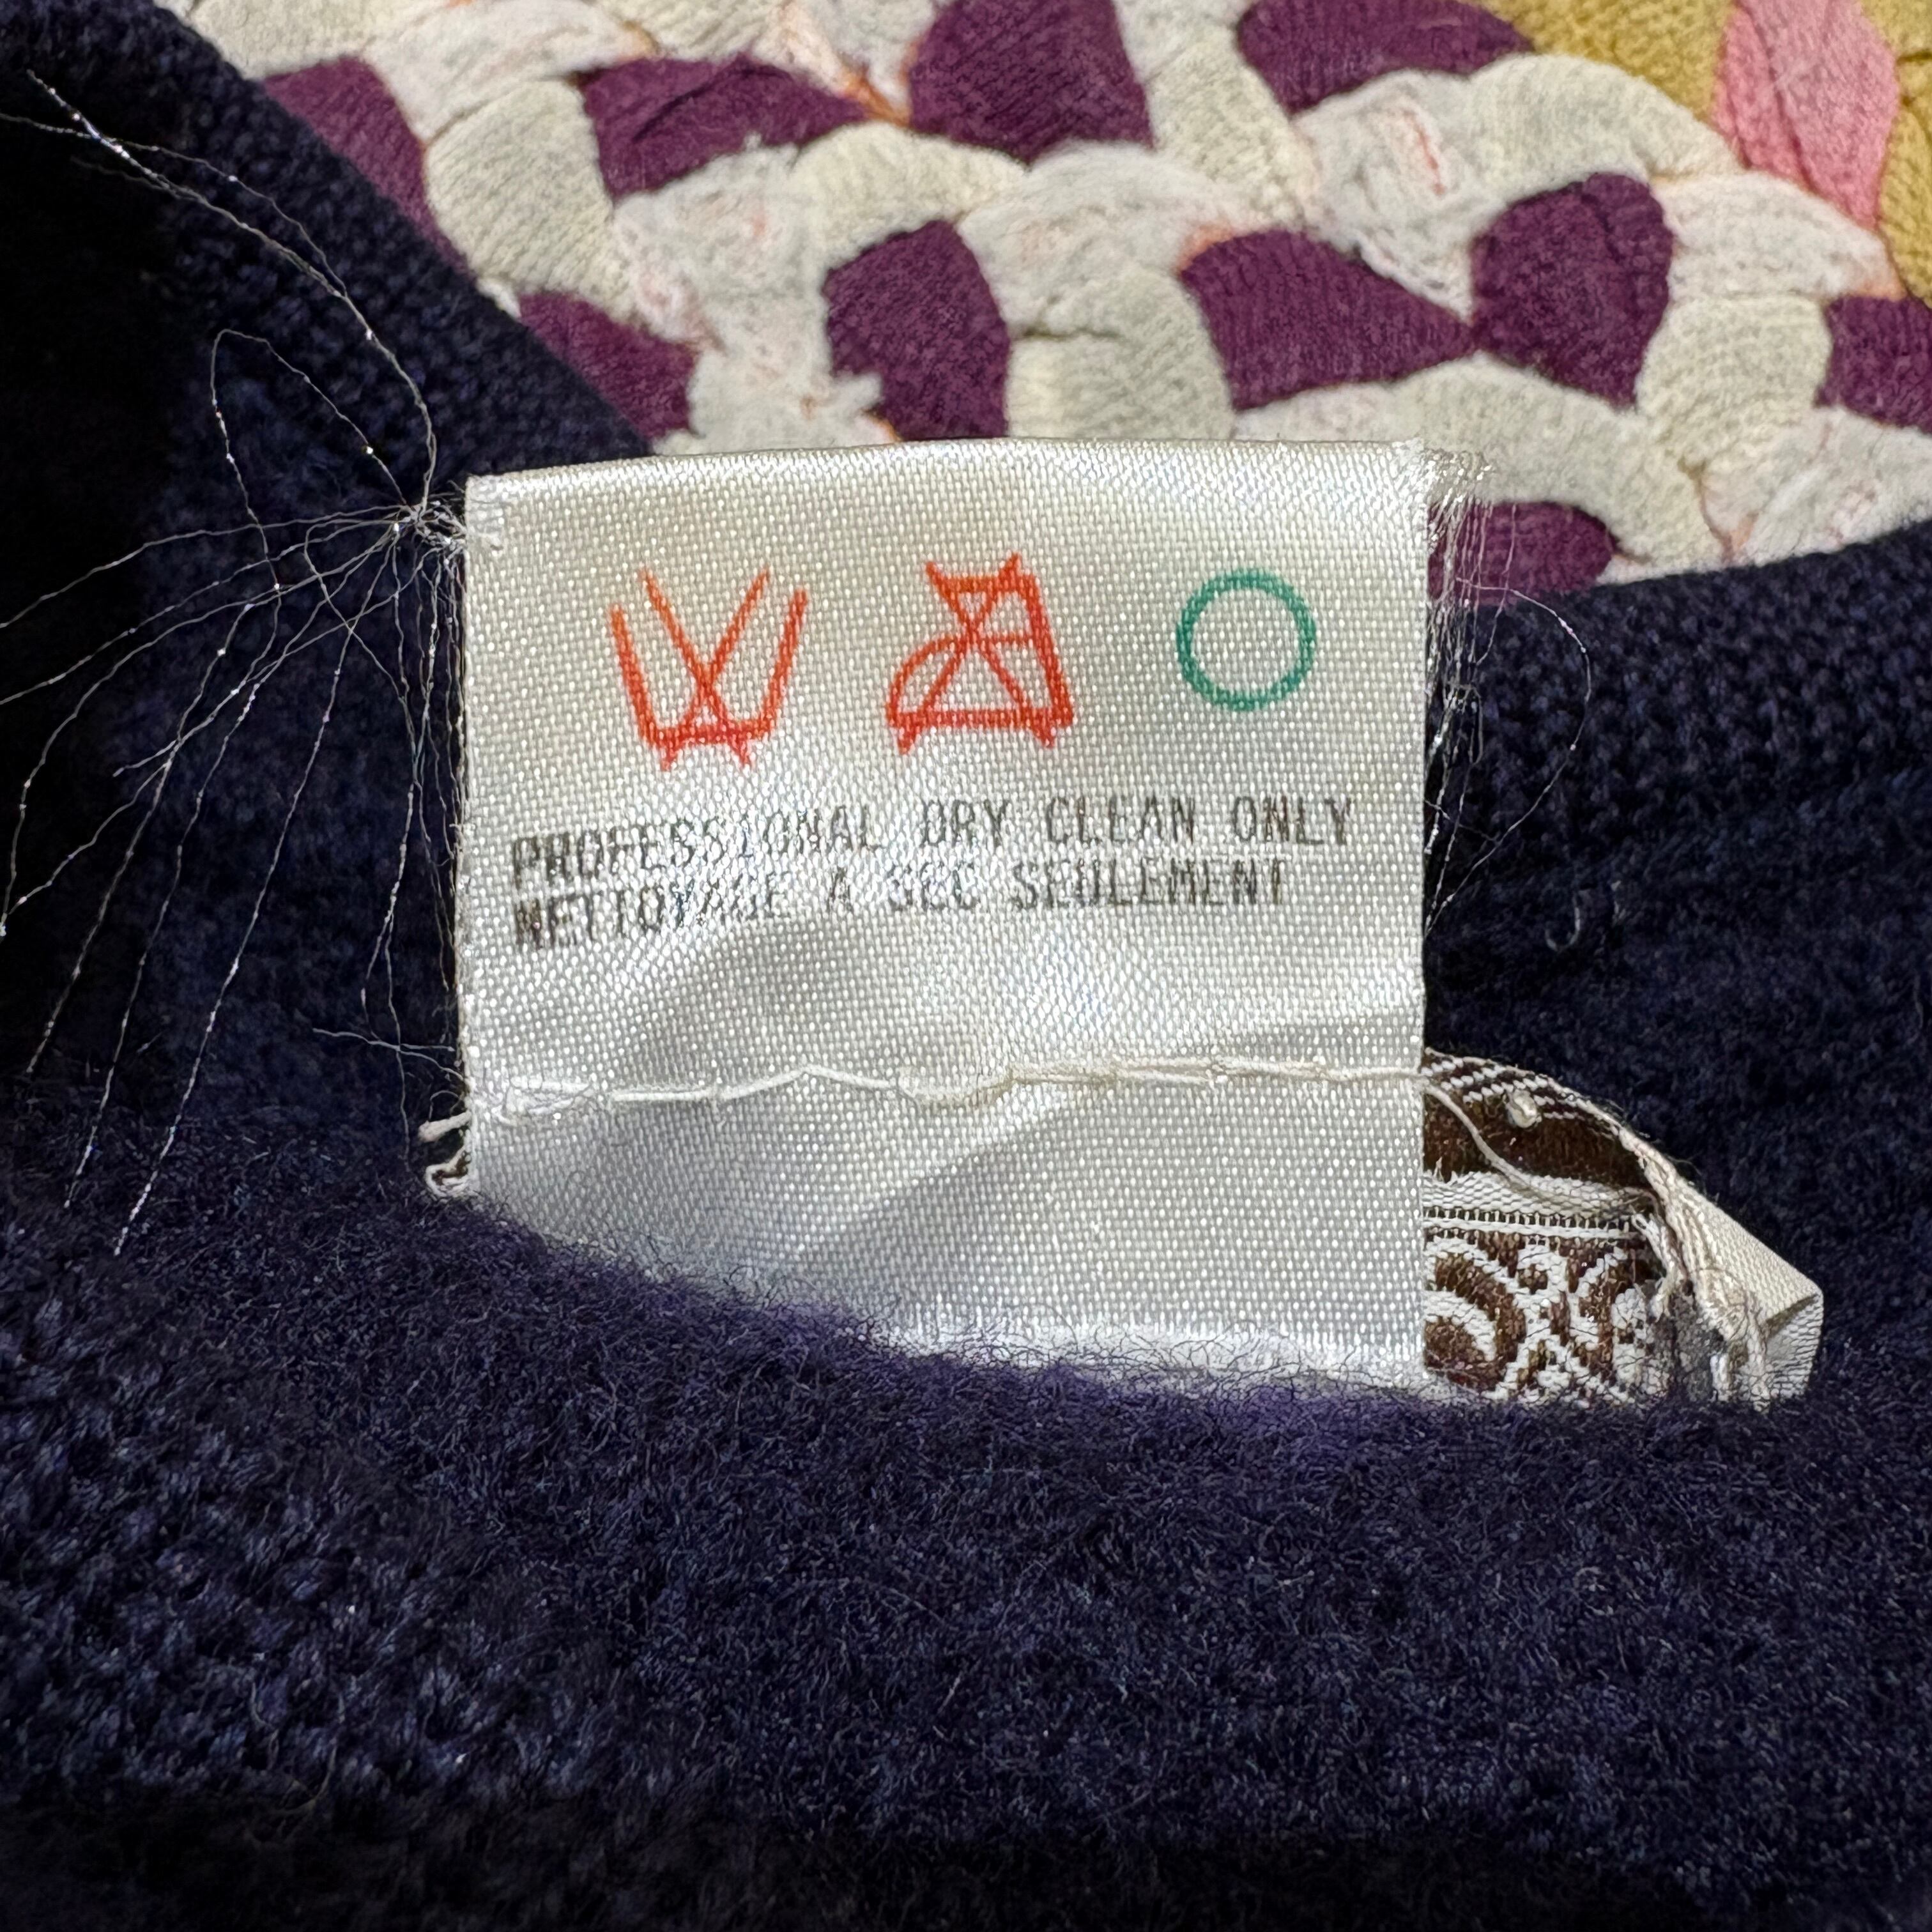 PROFESSIONAL DRY CLEAN ONLY
NETTOYAGE A SEC SEULEMENT